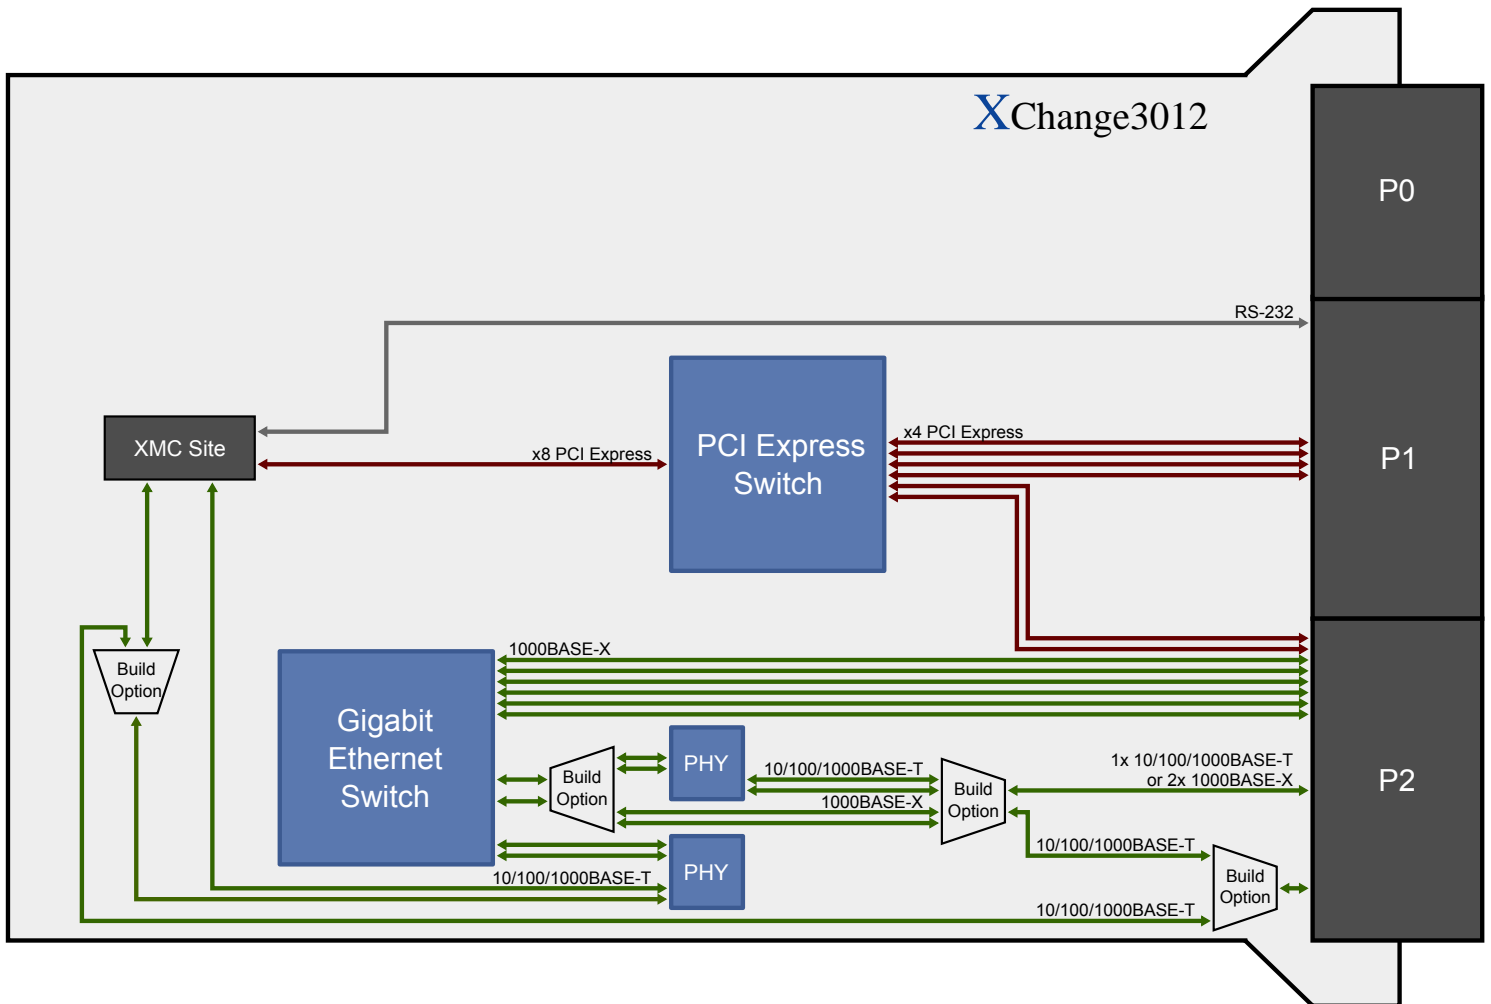 XChange3012
P0
RS-232
XMC Site
x8 PCI Express
PCI Express
Switch
x4 PCI Express
P1
Build
Option
1000BASE-X
Gigabit
Ethernet
Switch
Build
Option
PHY
10/100/1000BASE-T
1000BASE-X
Build
Option
1x 10/100/1000BASE-T
or 2x 1000BASE-X
P2
10/100/1000BASE-T
PHY
10/100/1000BASE-T
Build
Option
10/100/1000BASE-T